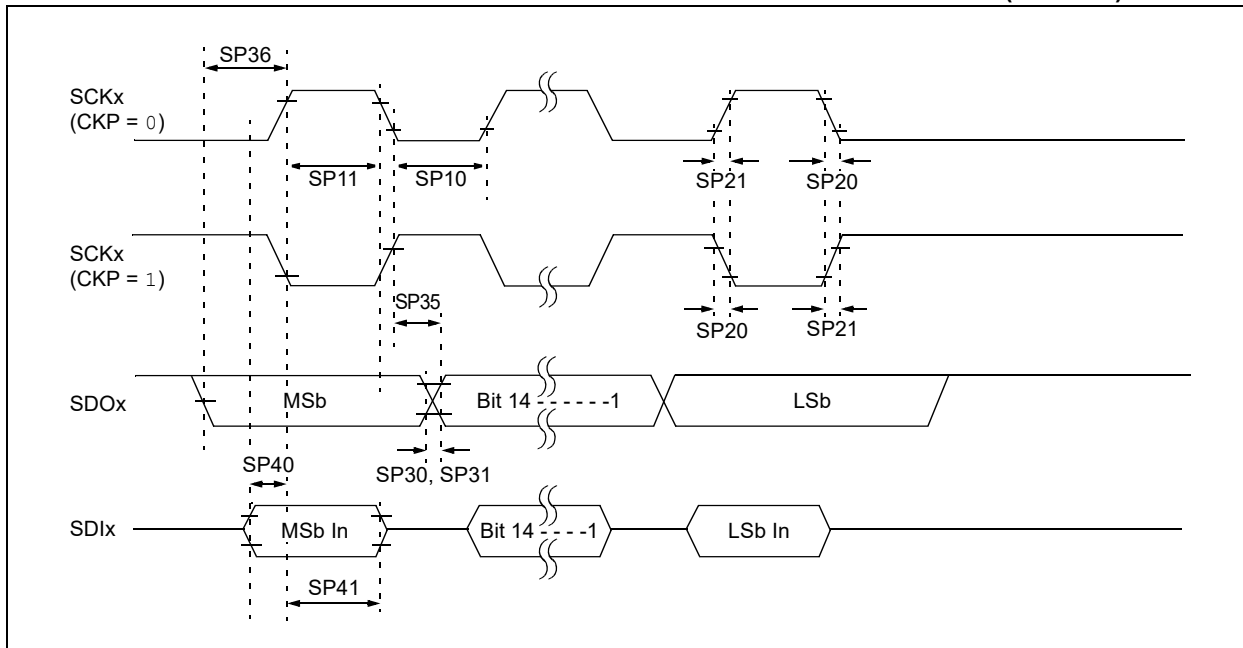 SP36
SCKx
(CKP = 0)
SP11
SP10
SP21
SP20
SCKx
(CKP = 1)
SP35
SP20
SP21
SDOx
MSb
Bit 14 - - - - - -1
LSb
SP40
SP30, SP31
SDIx
MSb In
Bit 14 - - - -1
LSb In
SP41